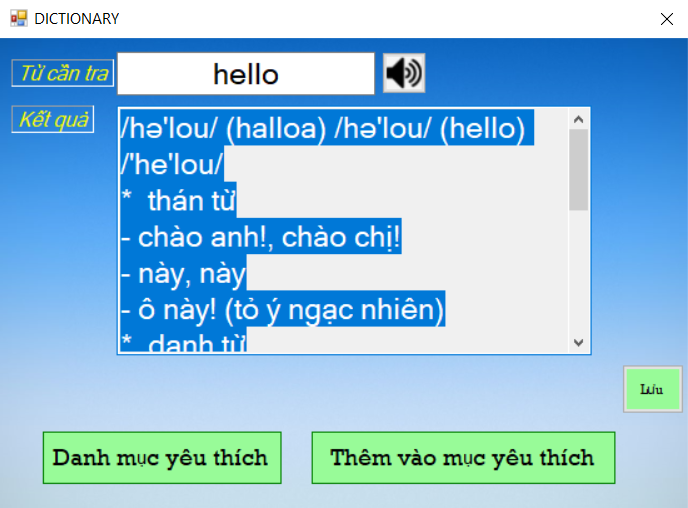 DICTIONARY
Từ cần tra
hello
Kết quả
/hə'lou/ (halloa) /hə'lou/ (hello)
/'he'lou/
* thán từ
- chào anh!, chào chị!
- này, này
- ô này! (tỏ ý ngạc nhiên)
* danh từ
Lưu
Danh mục yêu thích
Thêm vào mục yêu thích